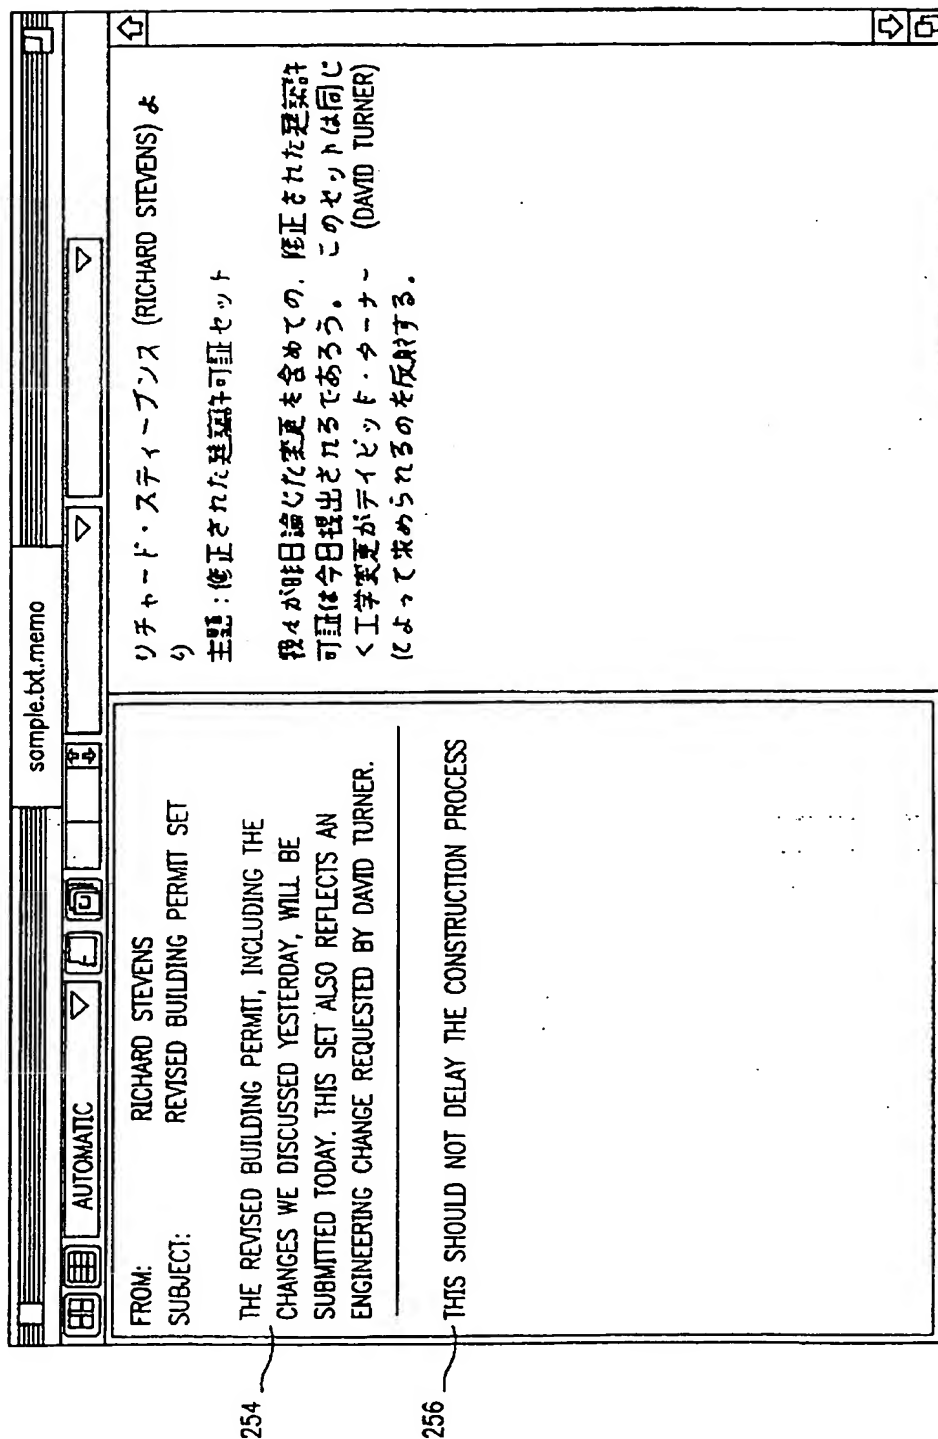 sample.txt.memo
AUTOMATIC
FROM: RICHARD STEVENS
SUBJECT: REVISED BUILDING PERMIT SET
254
THE REVISED BUILDING PERMIT, INCLUDING THE
CHANGES WE DISCUSSED YESTERDAY, WILL BE
SUBMITTED TODAY. THIS SET ALSO REFLECTS AN
ENGINEERING CHANGE REQUESTED BY DAVID TURNER.
256
THIS SHOULD NOT DELAY THE CONSTRUCTION PROCESS
リチャード・スティーブンス (RICHARD STEVENS) よ
り
主題:修正された建築許可証セット
我々が昨日論じた変更を含めての、修正された建築許
可証は今日提出されるであろう。 このセットは同じ
く工学変更がデイビッド・ターナー (DAVID TURNER)
によって求められるのを反射する。